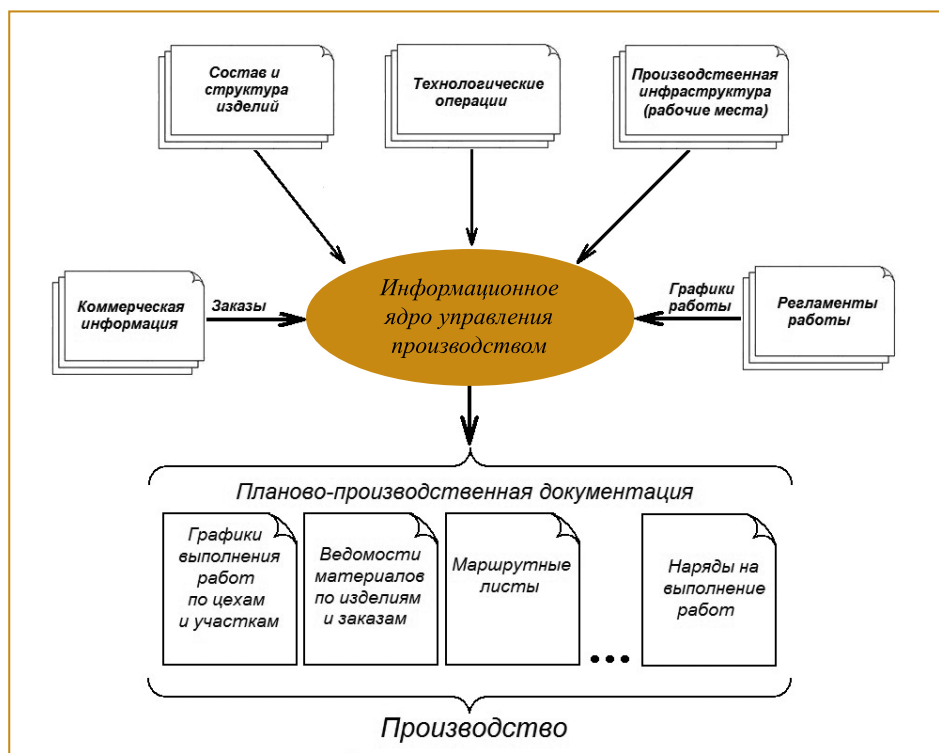 Состав и
структура
изделий
Технологические
операции
Производственная
инфраструктура
(рабочие места)
Коммерческая
информация
Заказы
Информационное
ядро управления
производством
Графики
работы
Регламенты
работы
Планово-производственная документация
Графики
выполнения
работ
по цехам
и участкам
Ведомости
материалов
по изделиям
и заказам
Маршрутные
листы
...
Наряды на
выполнение
работ
Производство